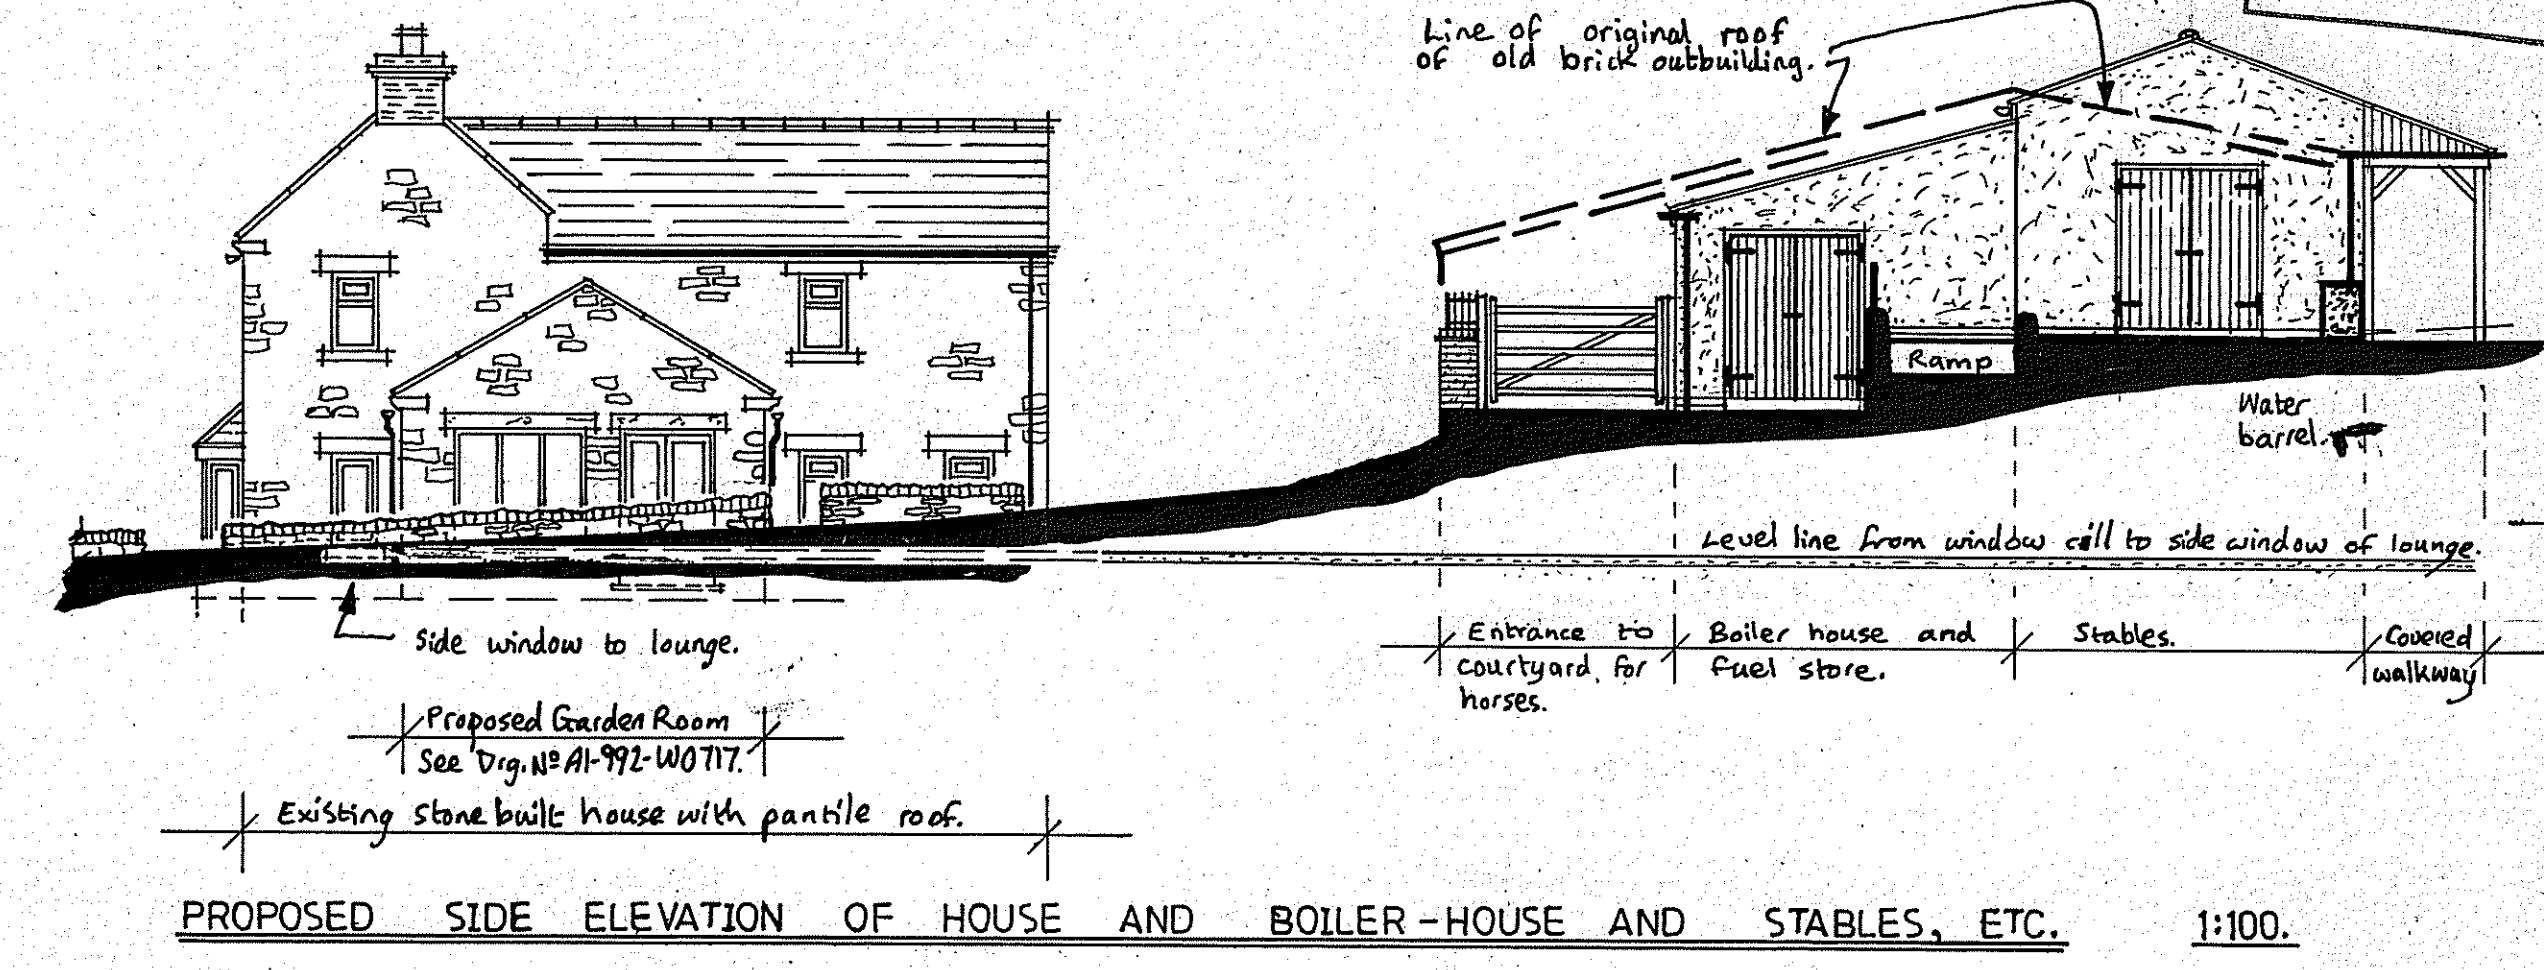 Line of original roof
of old brick outbuilding.
Ramp
Water
barrel.
Level line from window cill to side window of lounge.
Side window to lounge.
Entrance to
courtyard for
horses.
Boiler house and
fuel store.
Stables.
Covered
walkway
Proposed Garden Room
See Drg. Nº A1-992-W0717.
Existing stone built house with pantile roof.
PROPOSED SIDE ELEVATION OF HOUSE AND BOILER-HOUSE AND STABLES, ETC. 1:100.